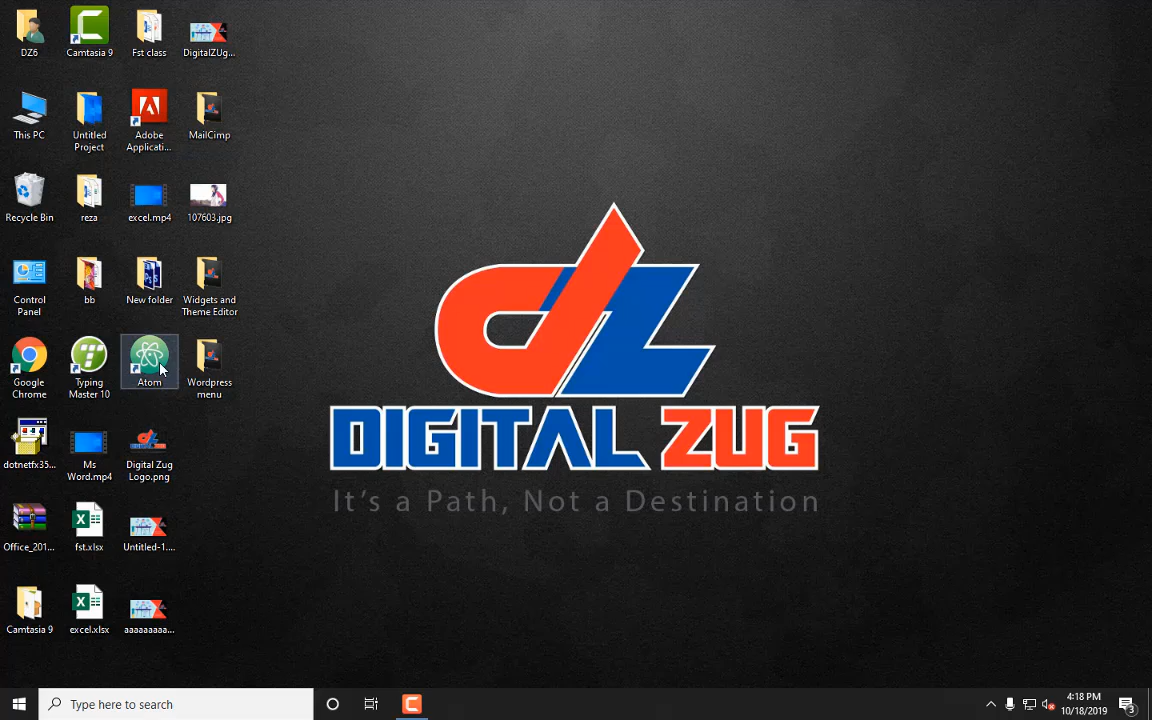 DZ6
Camtasia 9
Fst class
DigitalZUg...
This PC
Untitled
Project
Adobe
Applicati...
MailCimp
Recycle Bin
reza
excel.mp4
107603.jpg
Control
Panel
bb
New folder
Widgets and
Theme Editor
Google
Chrome
Typing
Master 10
Atom
Wordpress
menu
dotnetfx35...
Ms
Word.mp4
Digital Zug
Logo.png
Office_201...
fst.xlsx
Untitled-1....
Camtasia 9
excel.xlsx
aaaaaaaaa...
DIGITAL ZUG
It's a Path, Not a Destination
Type here to search
4:18 PM
10/18/2019
3